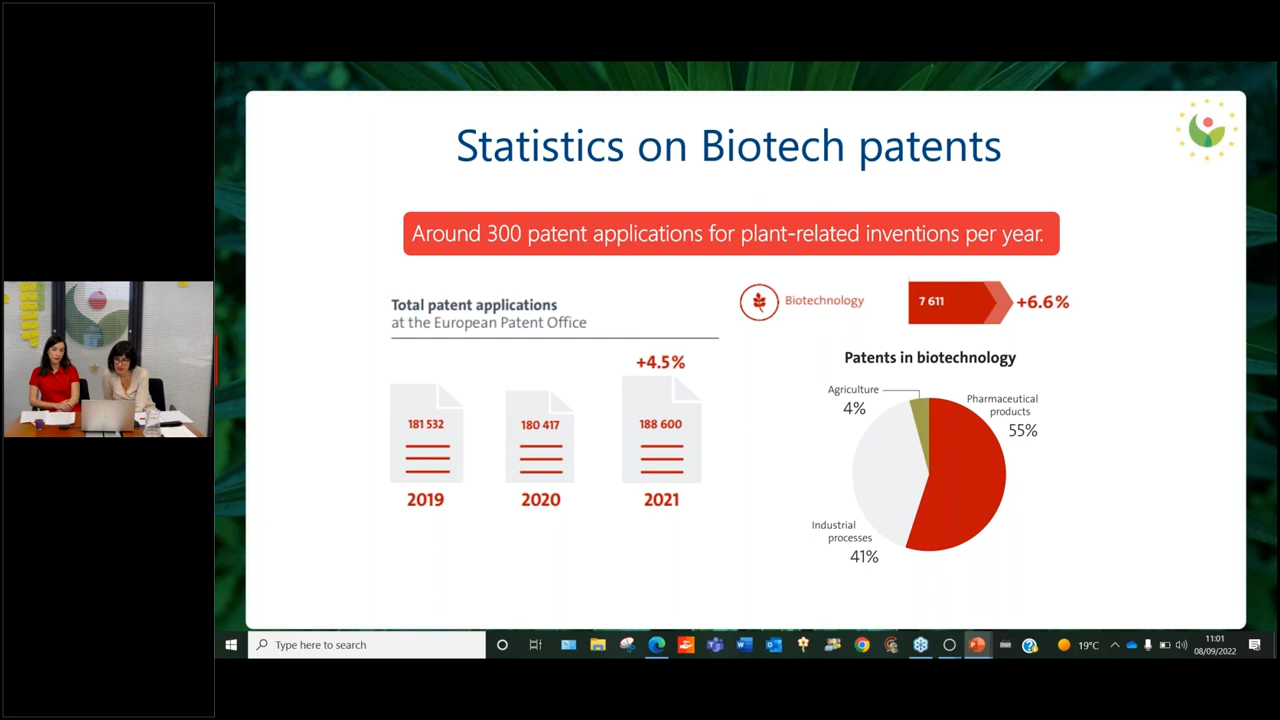 Statistics on Biotech patents
Around 300 patent applications for plant-related inventions per year.
Total patent applications
at the European Patent Office
+4.5%
181 532
180 417
188 600
2019
2020
2021
Biotechnology
7 611
+6.6%
Patents in biotechnology
Agriculture
4%
Pharmaceutical
products
55%
Industrial
processes
41%
Type here to search
19°C
11:01
08/09/2022